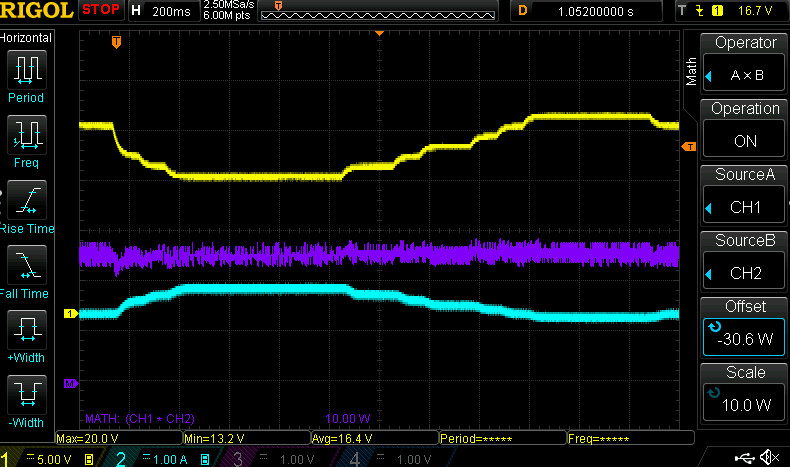 RIGOL STOP H 200ms 2.50MSa/s 6.00M pts T D 1.05200000 s T 1 16.7 V
Horizontal
Period
Freq
Rise Time
Fall Time
+Width
-Width
T
T
1
M
Math
Operator
A×B
Operation
ON
SourceA
CH1
SourceB
CH2
Offset
-30.6 W
Scale
10.0 W
MATH: (CH1 * CH2) 10.00 W
Max=20.0 V Min=13.2 V Avg=16.4 V Period=***** Freq=*****
1 5.00 V B 2 1.00 A B 3 1.00 V 4 1.00 V